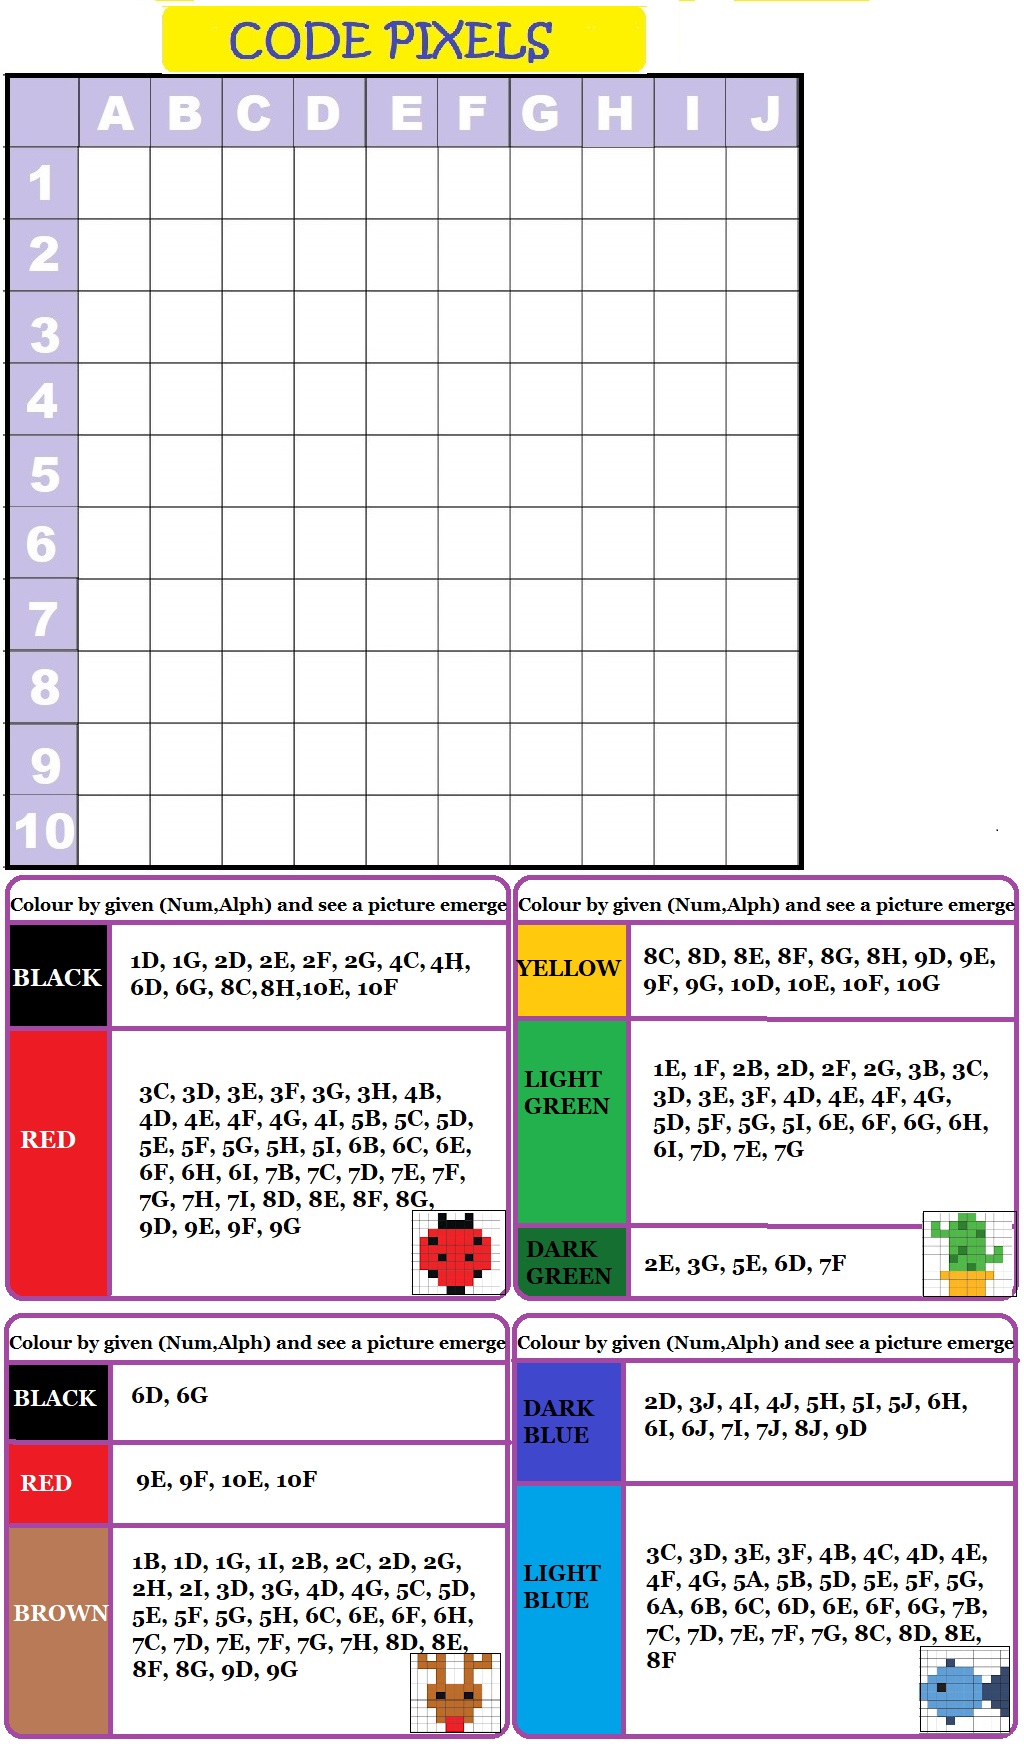 CODE PIXELS
A B C D E F G H I J
1
2
3
4
5
6
7
8
9
10
Colour by given (Num,Alph) and see a picture emerge
BLACK
1D, 1G, 2D, 2E, 2F, 2G, 4C, 4H,
6D, 6G, 8C, 8H, 10E, 10F
RED
3C, 3D, 3E, 3F, 3G, 3H, 4B,
4D, 4E, 4F, 4G, 4I, 5B, 5C, 5D,
5E, 5F, 5G, 5H, 5I, 6B, 6C, 6E,
6F, 6H, 6I, 7B, 7C, 7D, 7E, 7F,
7G, 7H, 7I, 8D, 8E, 8F, 8G,
9D, 9E, 9F, 9G
Colour by given (Num,Alph) and see a picture emerge
YELLOW
8C, 8D, 8E, 8F, 8G, 8H, 9D, 9E,
9F, 9G, 10D, 10E, 10F, 10G
LIGHT
GREEN
1E, 1F, 2B, 2D, 2F, 2G, 3B, 3C,
3D, 3E, 3F, 4D, 4E, 4F, 4G,
5D, 5F, 5G, 5I, 6E, 6F, 6G, 6H,
6I, 7D, 7E, 7G
DARK
GREEN
2E, 3G, 5E, 6D, 7F
Colour by given (Num,Alph) and see a picture emerge
BLACK
6D, 6G
RED
9E, 9F, 10E, 10F
BROWN
1B, 1D, 1G, 1I, 2B, 2C, 2D, 2G,
2H, 2I, 3D, 3G, 4D, 4G, 5C, 5D,
5E, 5F, 5G, 5H, 6C, 6E, 6F, 6H,
7C, 7D, 7E, 7F, 7G, 7H, 8D, 8E,
8F, 8G, 9D, 9G
Colour by given (Num,Alph) and see a picture emerge
DARK
BLUE
2D, 3J, 4I, 4J, 5H, 5I, 5J, 6H,
6I, 6J, 7I, 7J, 8J, 9D
LIGHT
BLUE
3C, 3D, 3E, 3F, 4B, 4C, 4D, 4E,
4F, 4G, 5A, 5B, 5D, 5E, 5F, 5G,
6A, 6B, 6C, 6D, 6E, 6F, 6G, 7B,
7C, 7D, 7E, 7F, 7G, 8C, 8D, 8E,
8F